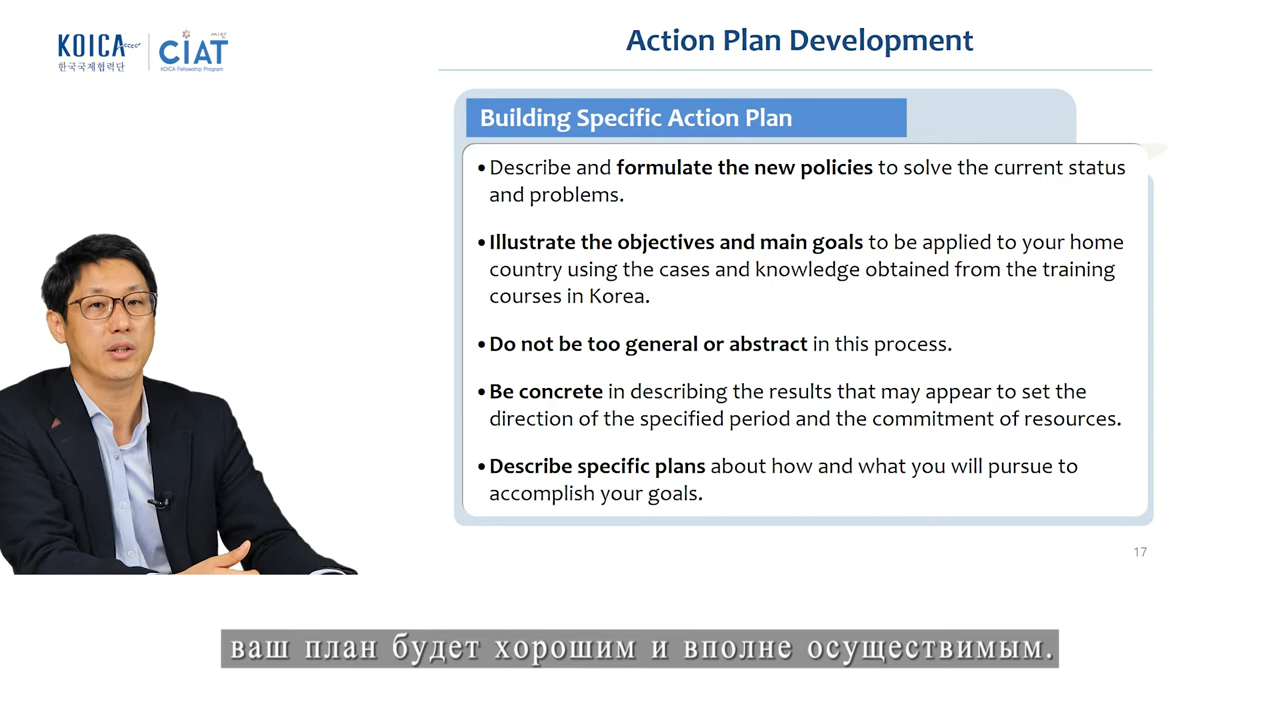 KOICA
한국국제협력단
CIAT
KOICA Fellowship Program
Action Plan Development
Building Specific Action Plan
• Describe and formulate the new policies to solve the current status
and problems.
• Illustrate the objectives and main goals to be applied to your home
country using the cases and knowledge obtained from the training
courses in Korea.
• Do not be too general or abstract in this process.
• Be concrete in describing the results that may appear to set the
direction of the specified period and the commitment of resources.
• Describe specific plans about how and what you will pursue to
accomplish your goals.
17
ваш план будет хорошим и вполне осуществимым.